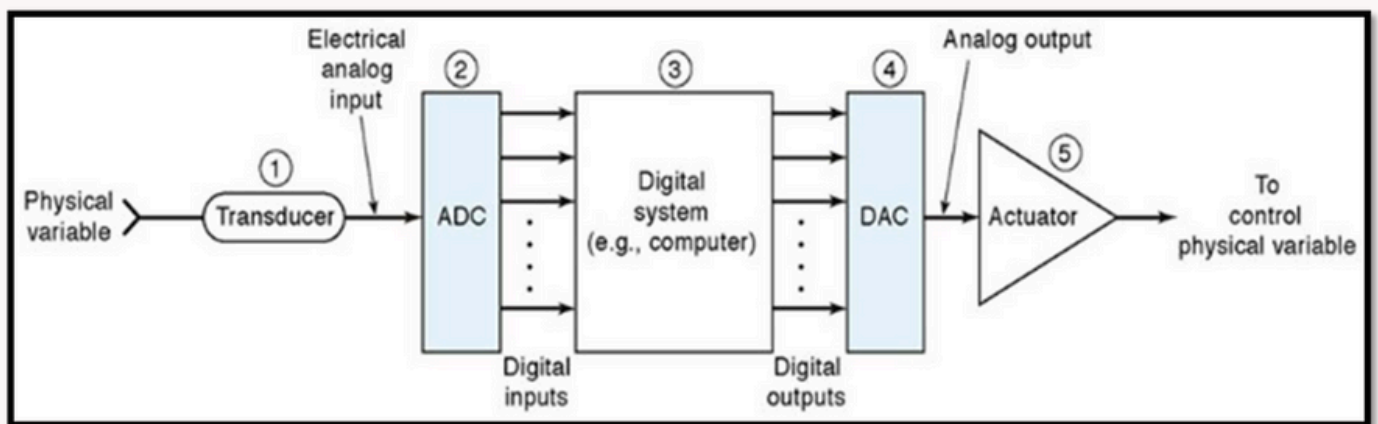 Electrical
analog
input
Analog output
2
3
4
1
5
Physical
variable
Transducer
ADC
Digital
system
(e.g., computer)
DAC
Actuator
To
control
physical variable
Digital
inputs
Digital
outputs